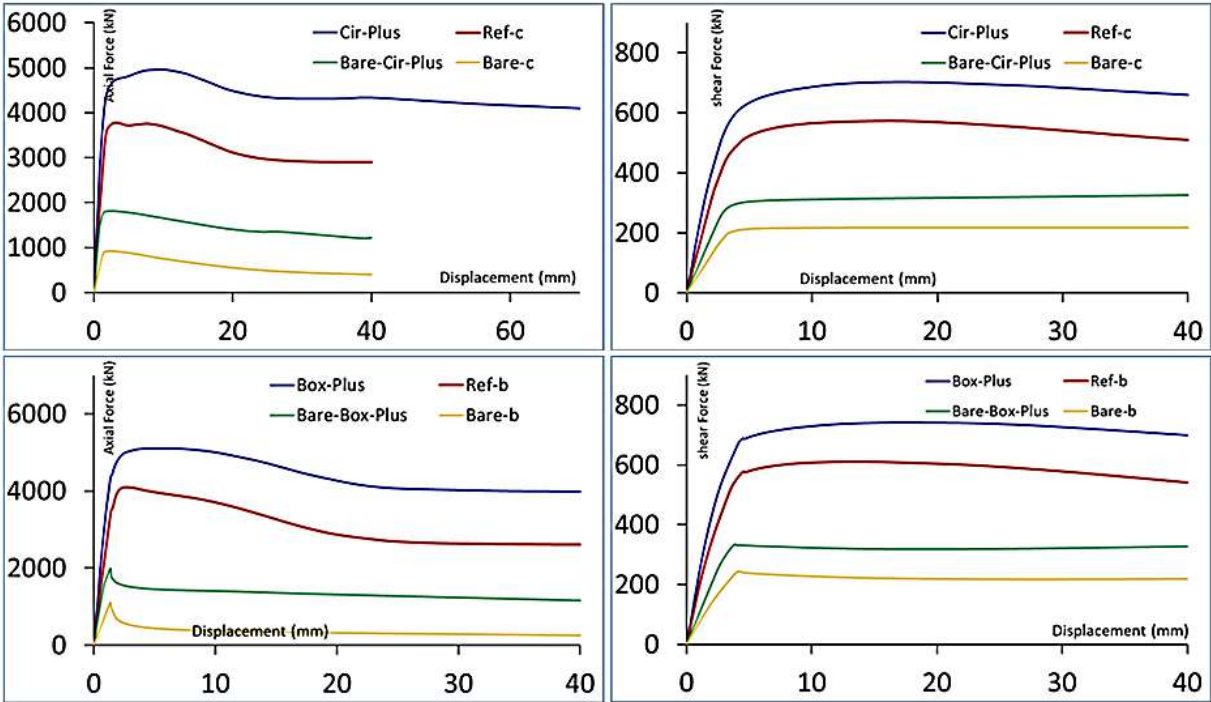 6000
5000
4000
3000
2000
1000
0
Axial Force (kN)
Cir-Plus Ref-c
Bare-Cir-Plus Bare-c
Displacement (mm)
0 20 40 60
800
600
400
200
0
shear Force (kN)
Cir-Plus Ref-c
Bare-Cir-Plus Bare-c
Displacement (mm)
0 10 20 30 40
6000
4000
2000
0
Axial Force (kN)
Box-Plus Ref-b
Bare-Box-Plus Bare-b
Displacement (mm)
0 10 20 30 40
800
600
400
200
0
shear Force (kN)
Box-Plus Ref-b
Bare-Box-Plus Bare-b
Displacement (mm)
0 10 20 30 40